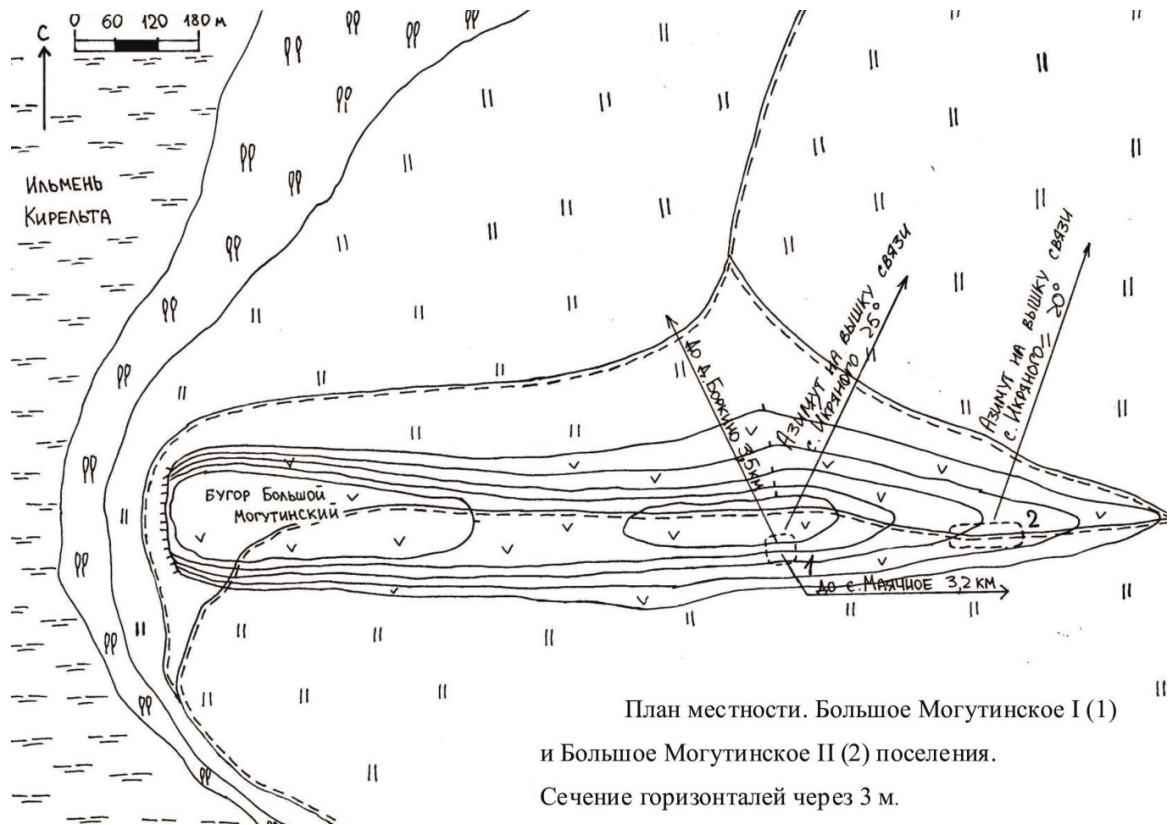 0 60 120 180 м
С
Ильмень
Кирельта
Бугор Большой
Могутинский
до д. Боркино 3,5 км
Азимут на вышку связи
с. Икряного 25°
Азимут на вышку связи
с. Икряного 20°
1
2
до с. Маячное 3,2 км
План местности. Большое Могутинское I (1)
и Большое Могутинское II (2) поселения.
Сечение горизонталей через 3 м.